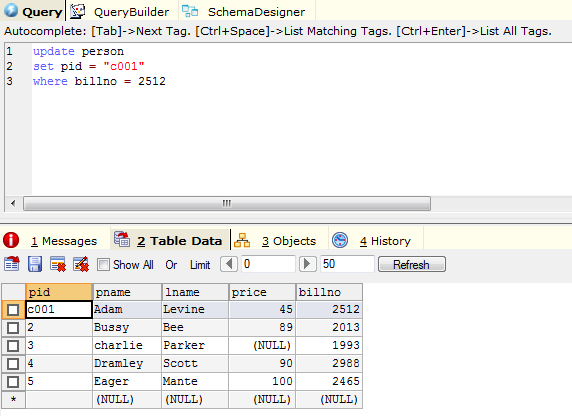 Query QueryBuilder SchemaDesigner
Autocomplete: [Tab]->Next Tag. [Ctrl+Space]->List Matching Tags. [Ctrl+Enter]->List All Tags.
1 update person
2 set pid = "c001"
3 where billno = 2512
1 Messages 2 Table Data 3 Objects 4 History
Show All Or Limit 0 50 Refresh
pid pname lname price billno
c001 Adam Levine 45 2512
2 Bussy Bee 89 2013
3 charlie Parker (NULL) 1993
4 Dramley Scott 90 2988
5 Eager Mante 100 2465
* (NULL) (NULL) (NULL) (NULL)